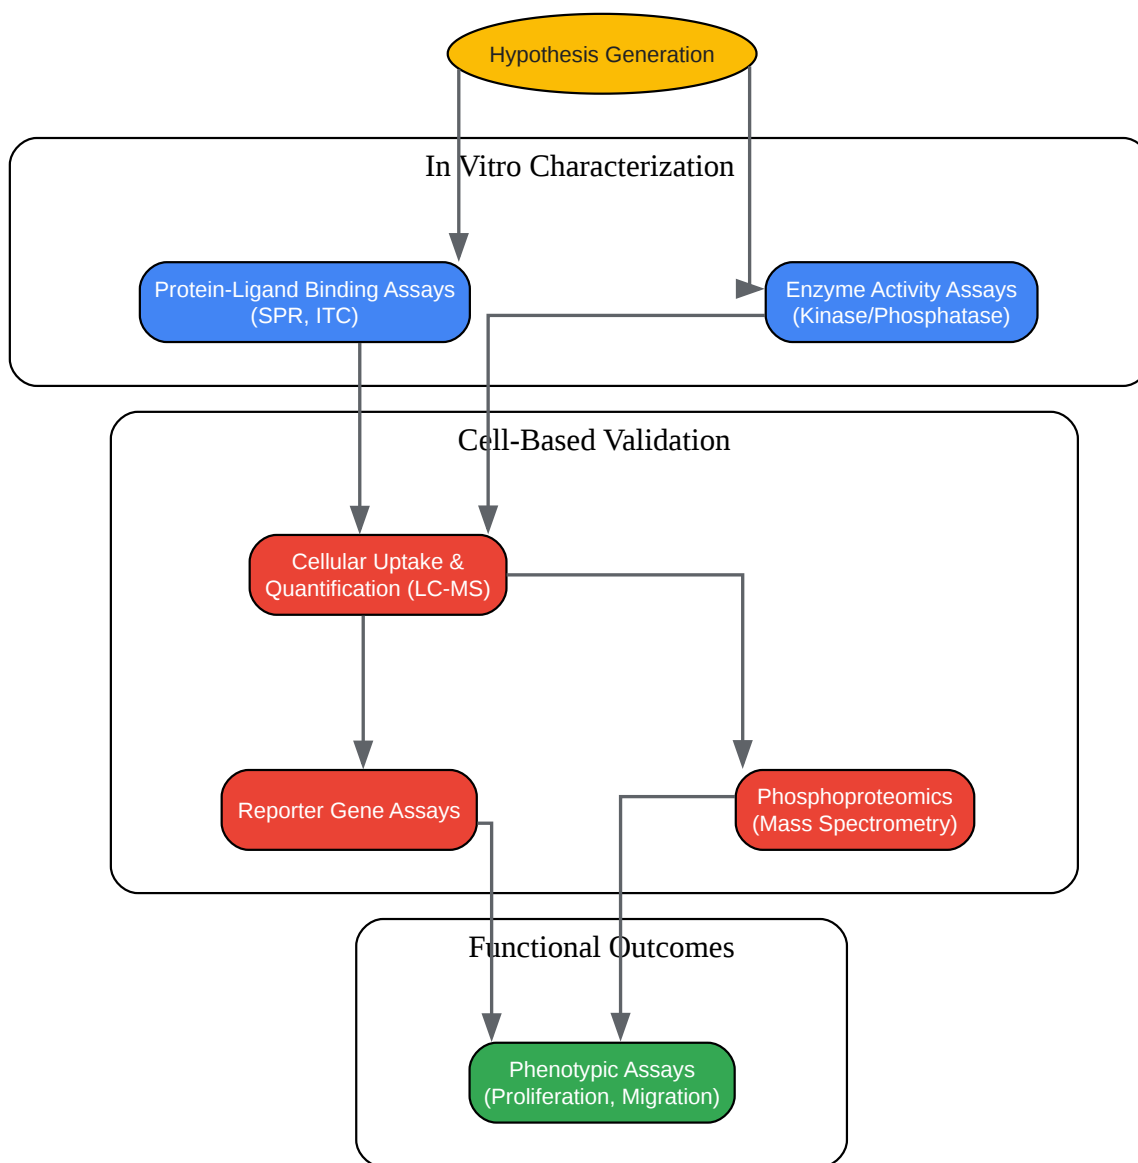 Hypothesis Generation
In Vitro Characterization
Protein-Ligand Binding Assays
(SPR, ITC)
Enzyme Activity Assays
(Kinase/Phosphatase)
Cell-Based Validation
Cellular Uptake &
Quantification (LC-MS)
Reporter Gene Assays
Phosphoproteomics
(Mass Spectrometry)
Functional Outcomes
Phenotypic Assays
(Proliferation, Migration)